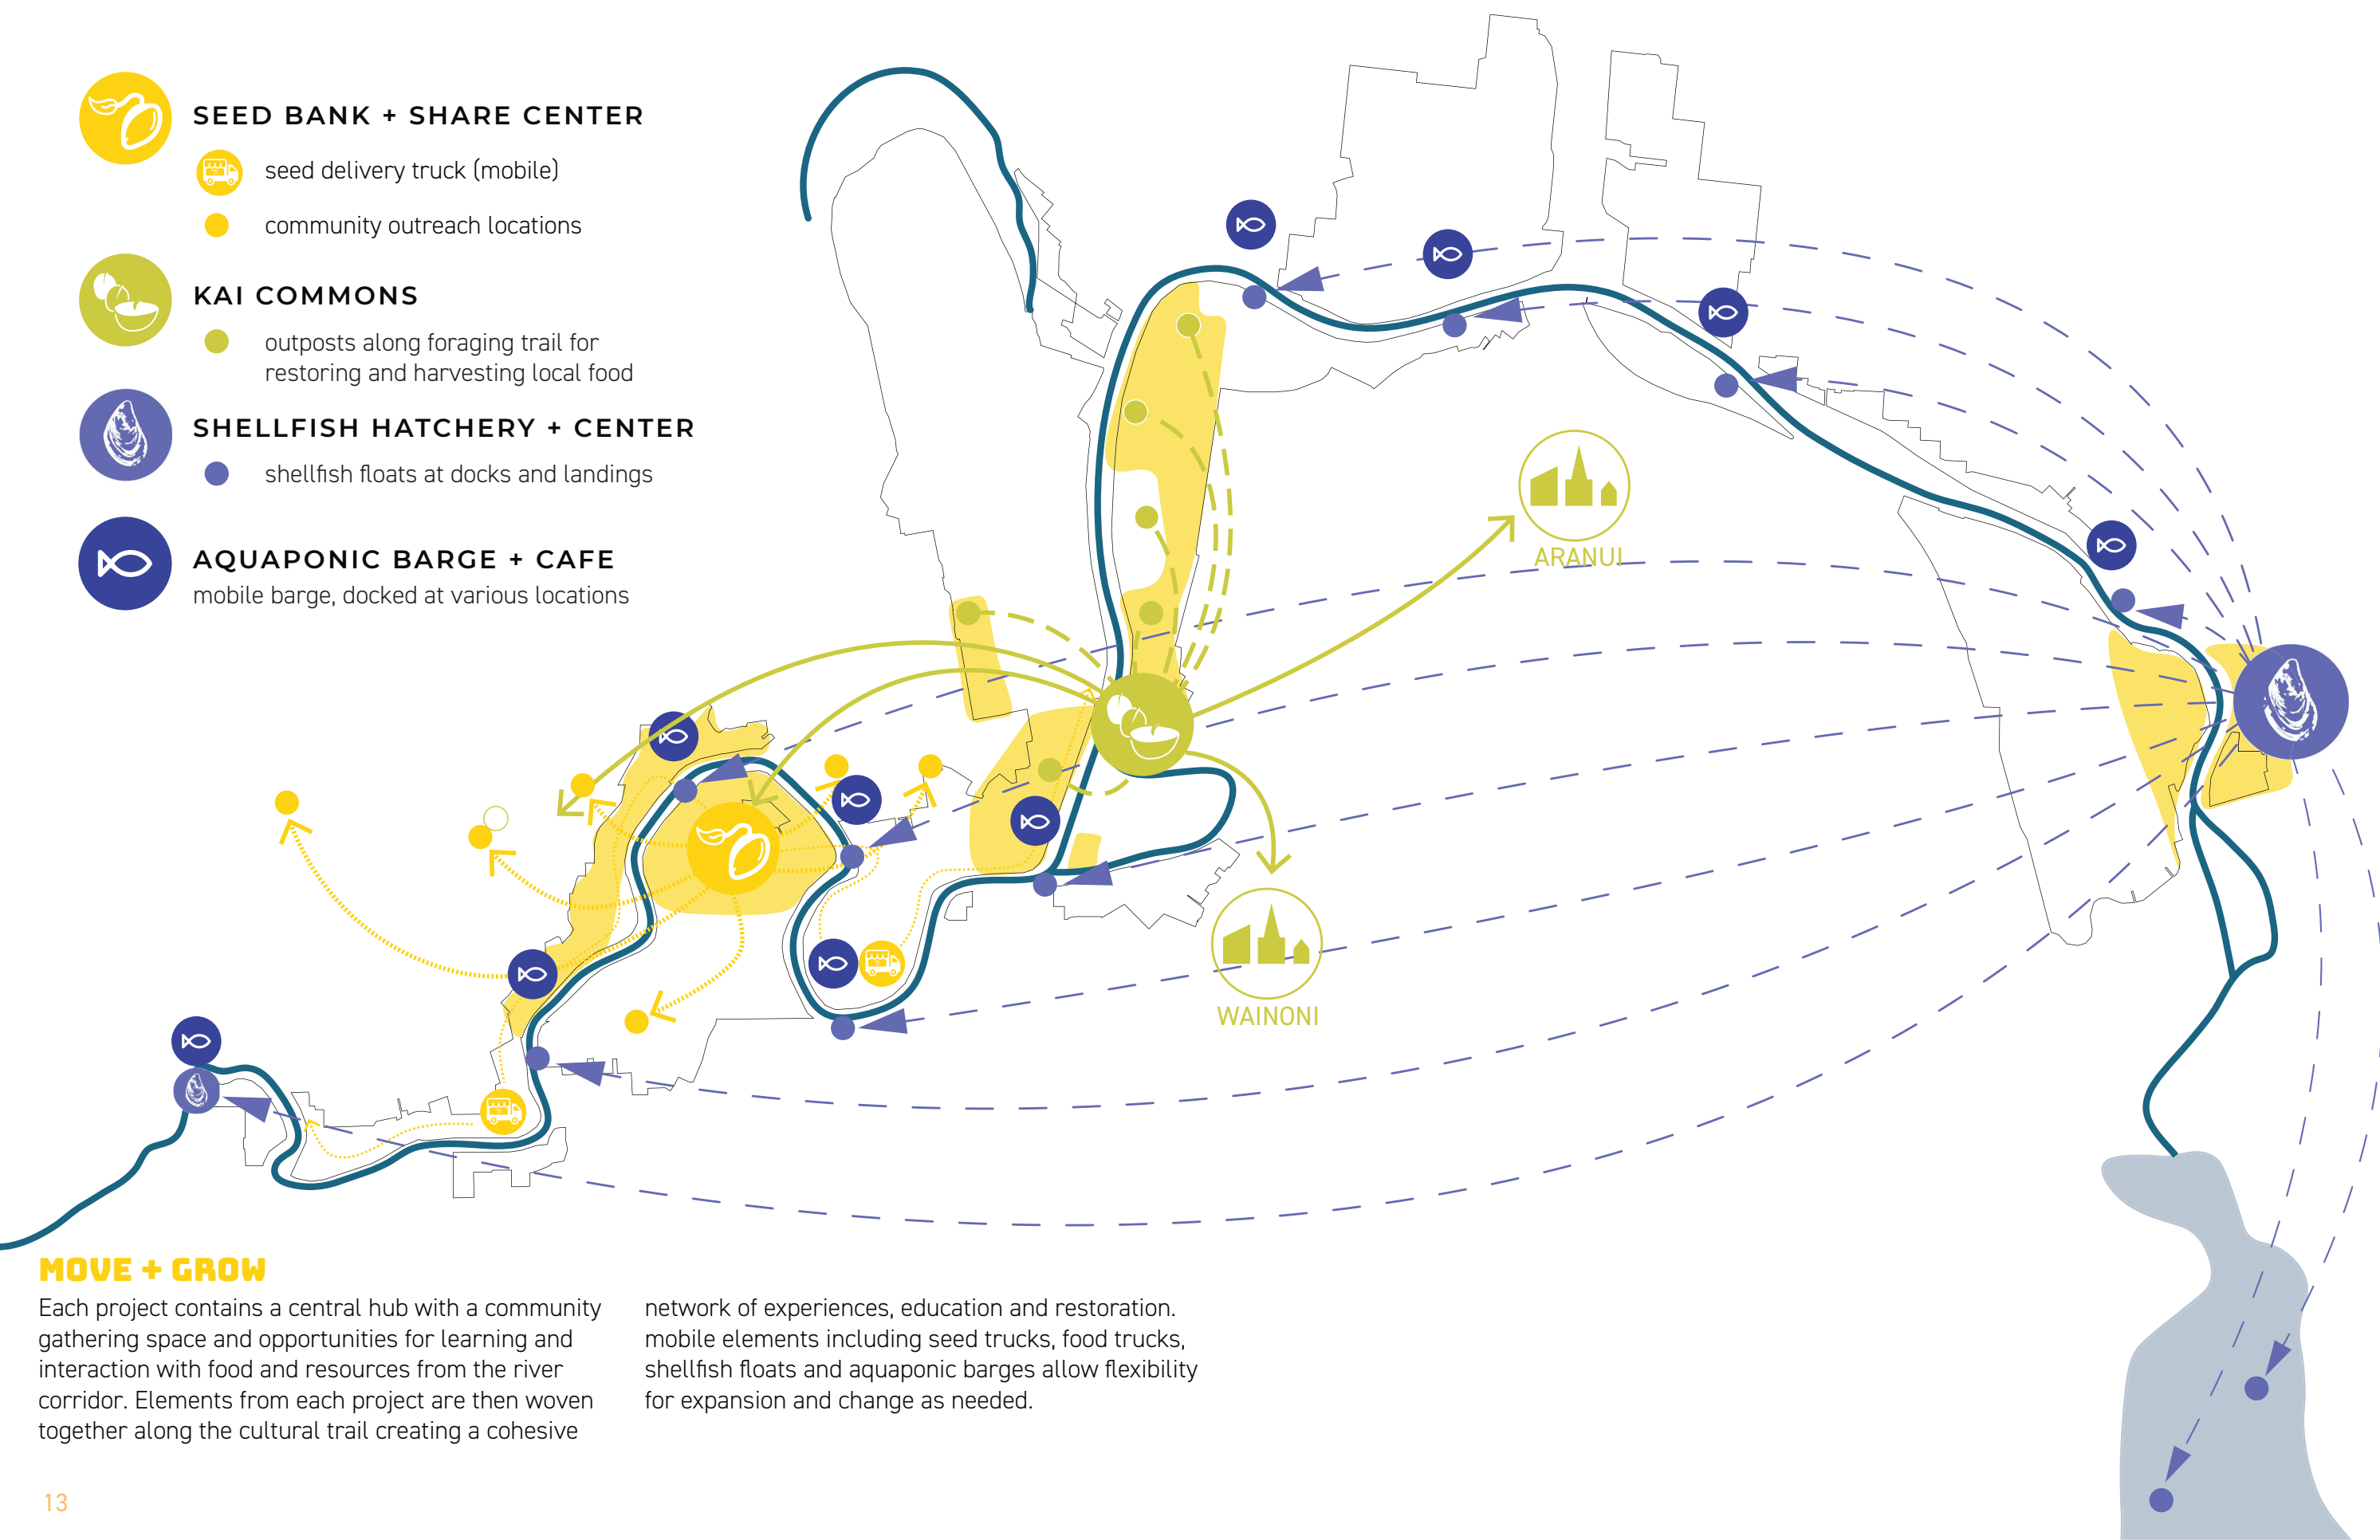 SEED BANK + SHARE CENTER
seed delivery truck (mobile)
community outreach locations
KAI COMMONS
outposts along foraging trail for
restoring and harvesting local food
SHELLFISH HATCHERY + CENTER
shellfish floats at docks and landings
AQUAPONIC BARGE + CAFE
mobile barge, docked at various locations
ARANUI
WAINONI
MOVE + GROW
Each project contains a central hub with a community
gathering space and opportunities for learning and
interaction with food and resources from the river
corridor. Elements from each project are then woven
together along the cultural trail creating a cohesive
network of experiences, education and restoration.
mobile elements including seed trucks, food trucks,
shellfish floats and aquaponic barges allow flexibility
for expansion and change as needed.
13